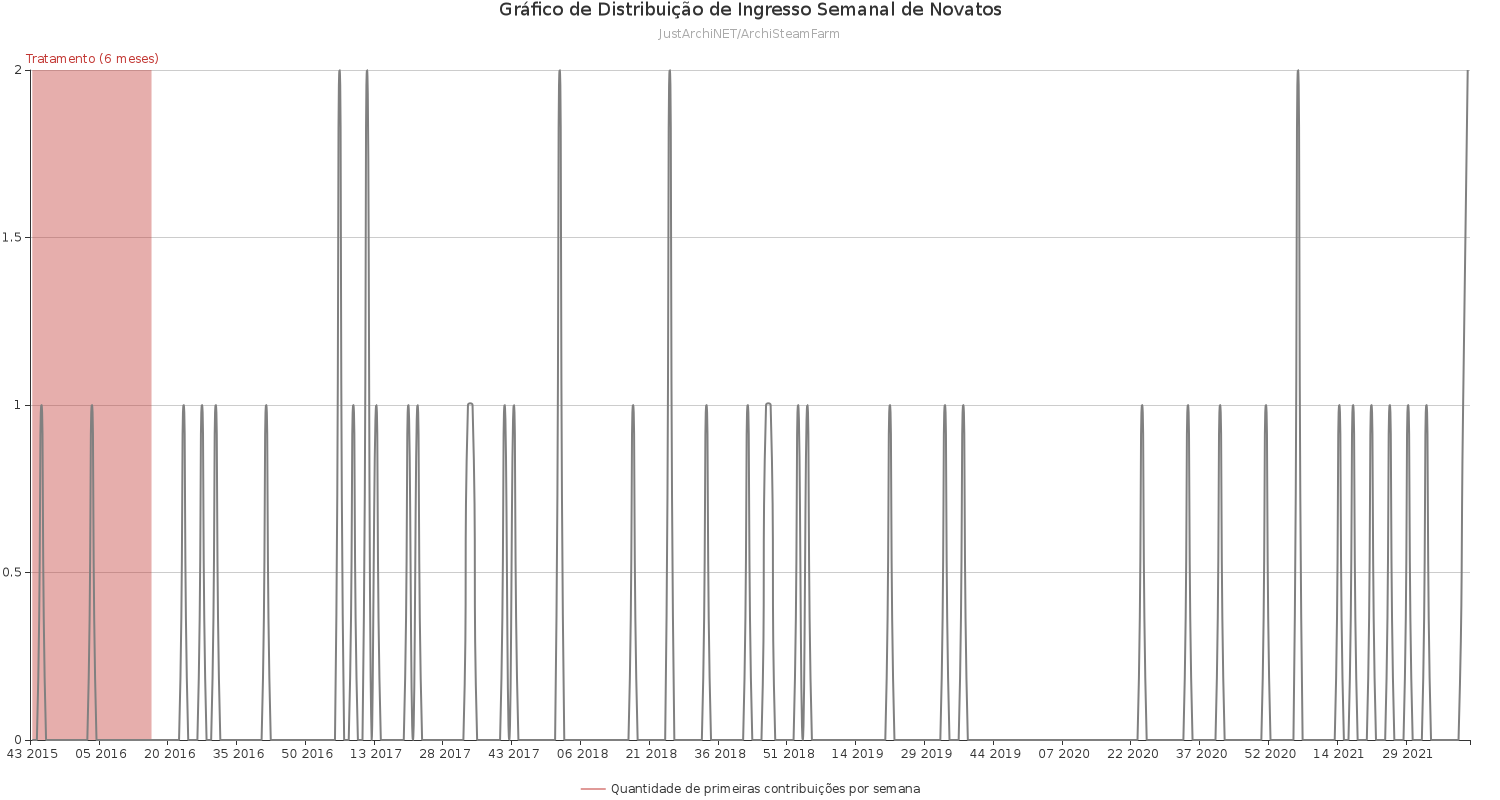 Gráfico de Distribuição de Ingresso Semanal de Novatos
JustArchiNET/ArchiSteamFarm
Tratamento (6 meses)
2
1.5
1
0.5
0
43 2015 05 2016 20 2016 35 2016 50 2016 13 2017 28 2017 43 2017 06 2018 21 2018 36 2018 51 2018 14 2019 29 2019 44 2019 07 2020 22 2020 37 2020 52 2020 14 2021 29 2021
Quantidade de primeiras contribuições por semana